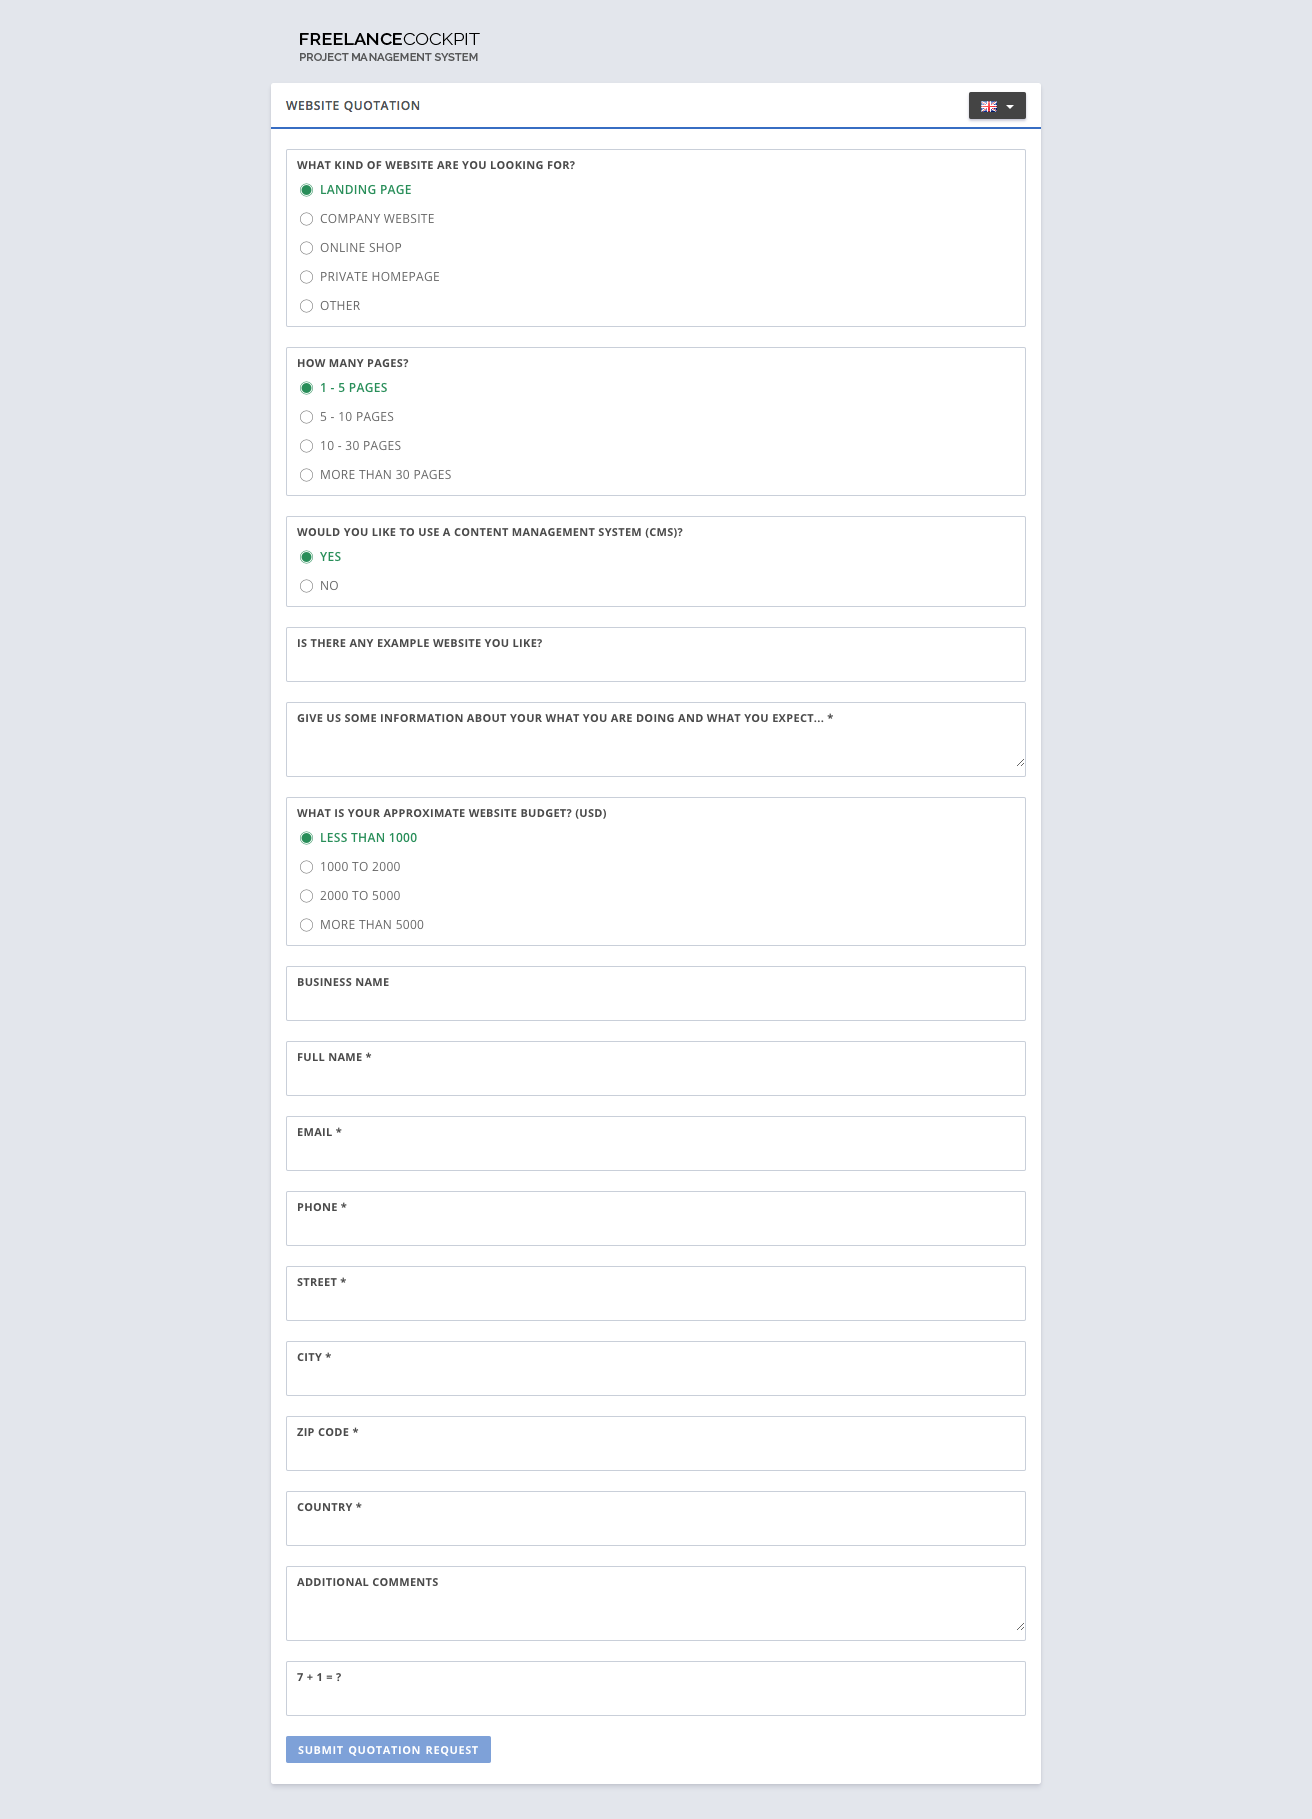 FREELANCECOCKPIT
PROJECT MANAGEMENT SYSTEM
WEBSITE QUOTATION
WHAT KIND OF WEBSITE ARE YOU LOOKING FOR?
LANDING PAGE
COMPANY WEBSITE
ONLINE SHOP
PRIVATE HOMEPAGE
OTHER
HOW MANY PAGES?
1 - 5 PAGES
5 - 10 PAGES
10 - 30 PAGES
MORE THAN 30 PAGES
WOULD YOU LIKE TO USE A CONTENT MANAGEMENT SYSTEM (CMS)?
YES
NO
IS THERE ANY EXAMPLE WEBSITE YOU LIKE?
GIVE US SOME INFORMATION ABOUT YOUR WHAT YOU ARE DOING AND WHAT YOU EXPECT... *
WHAT IS YOUR APPROXIMATE WEBSITE BUDGET? (USD)
LESS THAN 1000
1000 TO 2000
2000 TO 5000
MORE THAN 5000
BUSINESS NAME
FULL NAME *
EMAIL *
PHONE *
STREET *
CITY *
ZIP CODE *
COUNTRY *
ADDITIONAL COMMENTS
7 + 1 = ?
SUBMIT QUOTATION REQUEST